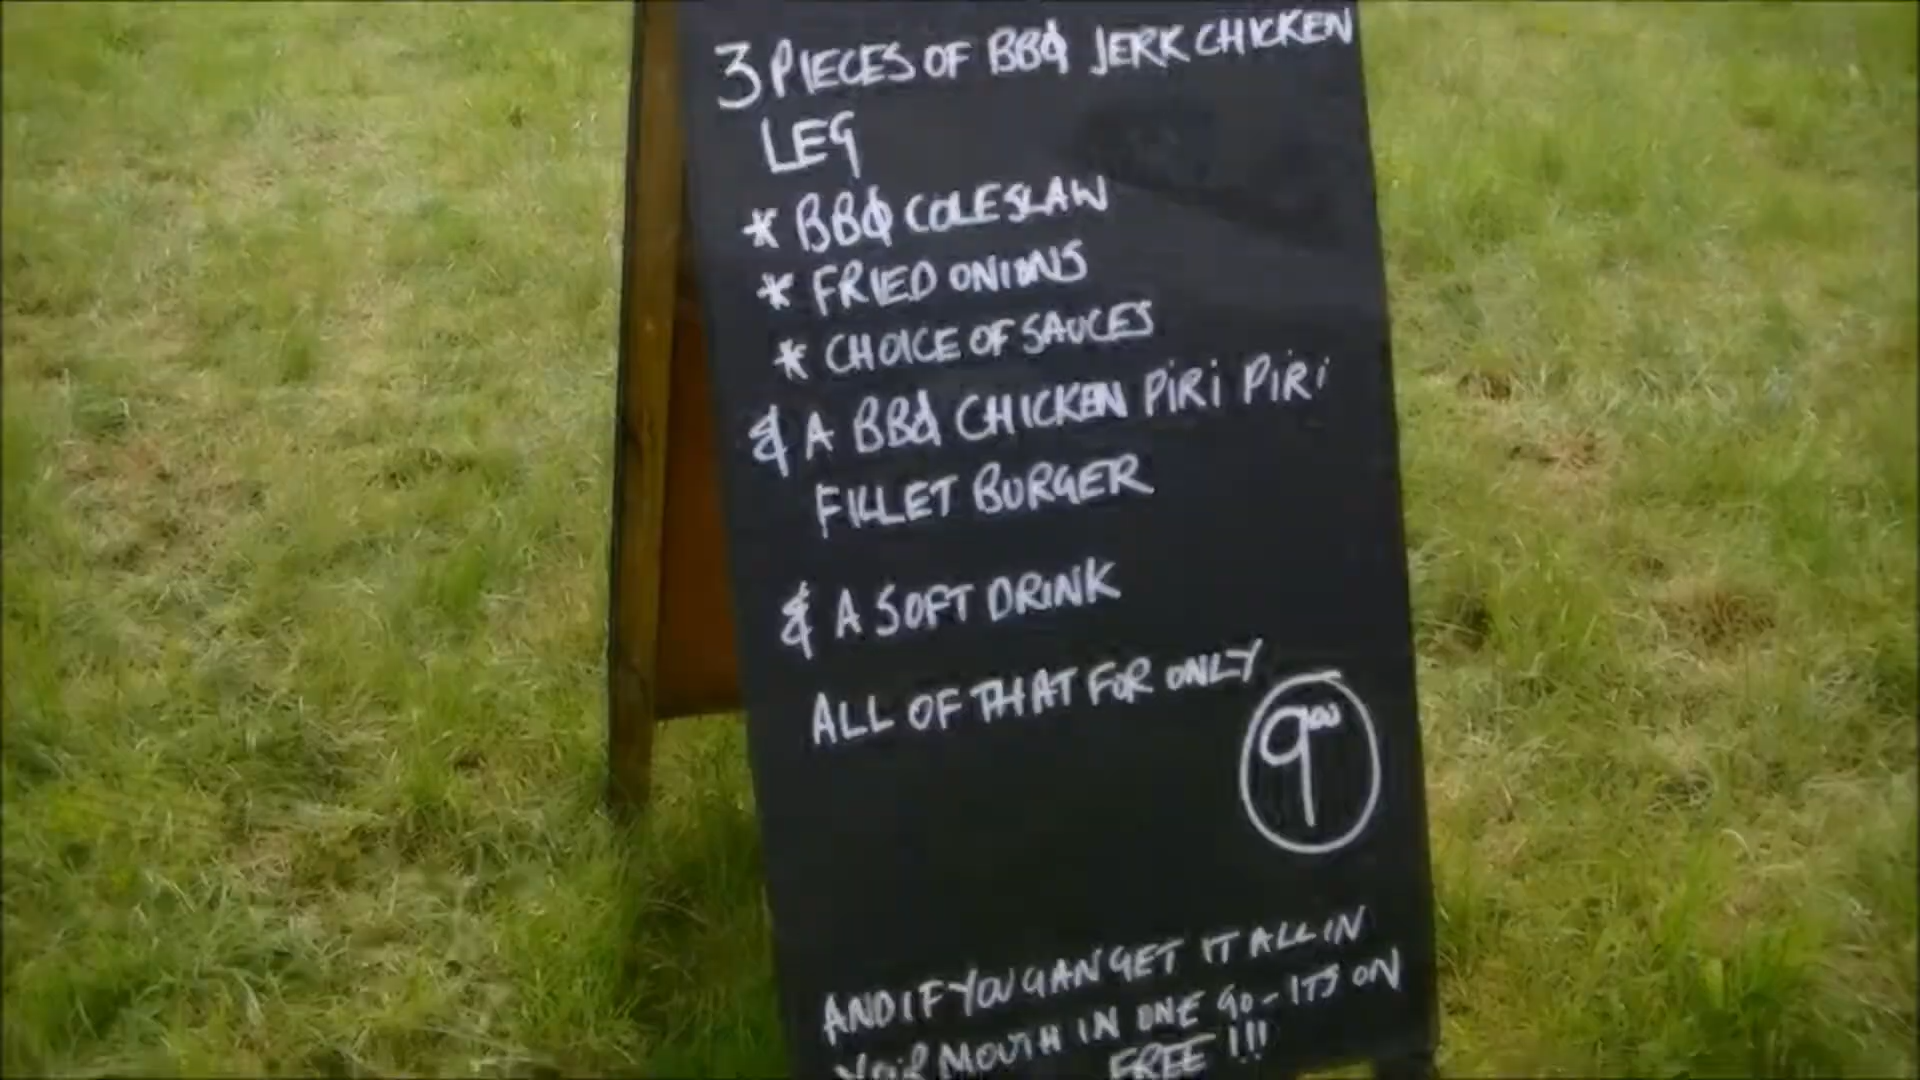 3 PIECES OF BBQ JERK CHICKEN
LEG
* BBQ COLESLAW
* FRIED ONIONS
* CHOICE OF SAUCES
& A BBQ CHICKEN PiRi PiRi
FILLET BURGER
& A SOFT DRiNK
ALL OF THAT FOR ONLY
9.00
AND IF YOU CAN GET IT ALL IN
YOUR MOUTH IN ONE GO - ITS ON
FREE !!!